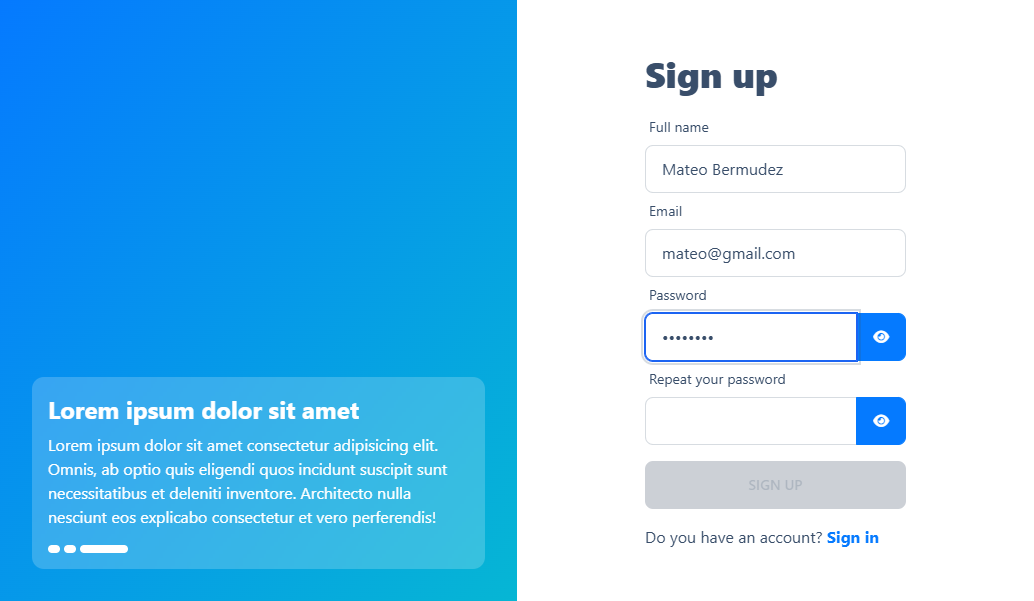 Sign up
Full name
Mateo Bermudez
Email
mateo@gmail.com
Password
••••••••
Repeat your password
SIGN UP
Do you have an account? Sign in
Lorem ipsum dolor sit amet
Lorem ipsum dolor sit amet consectetur adipisicing elit.
Omnis, ab optio quis eligendi quos incidunt suscipit sunt
necessitatibus et deleniti inventore. Architecto nulla
nesciunt eos explicabo consectetur et vero perferendis!